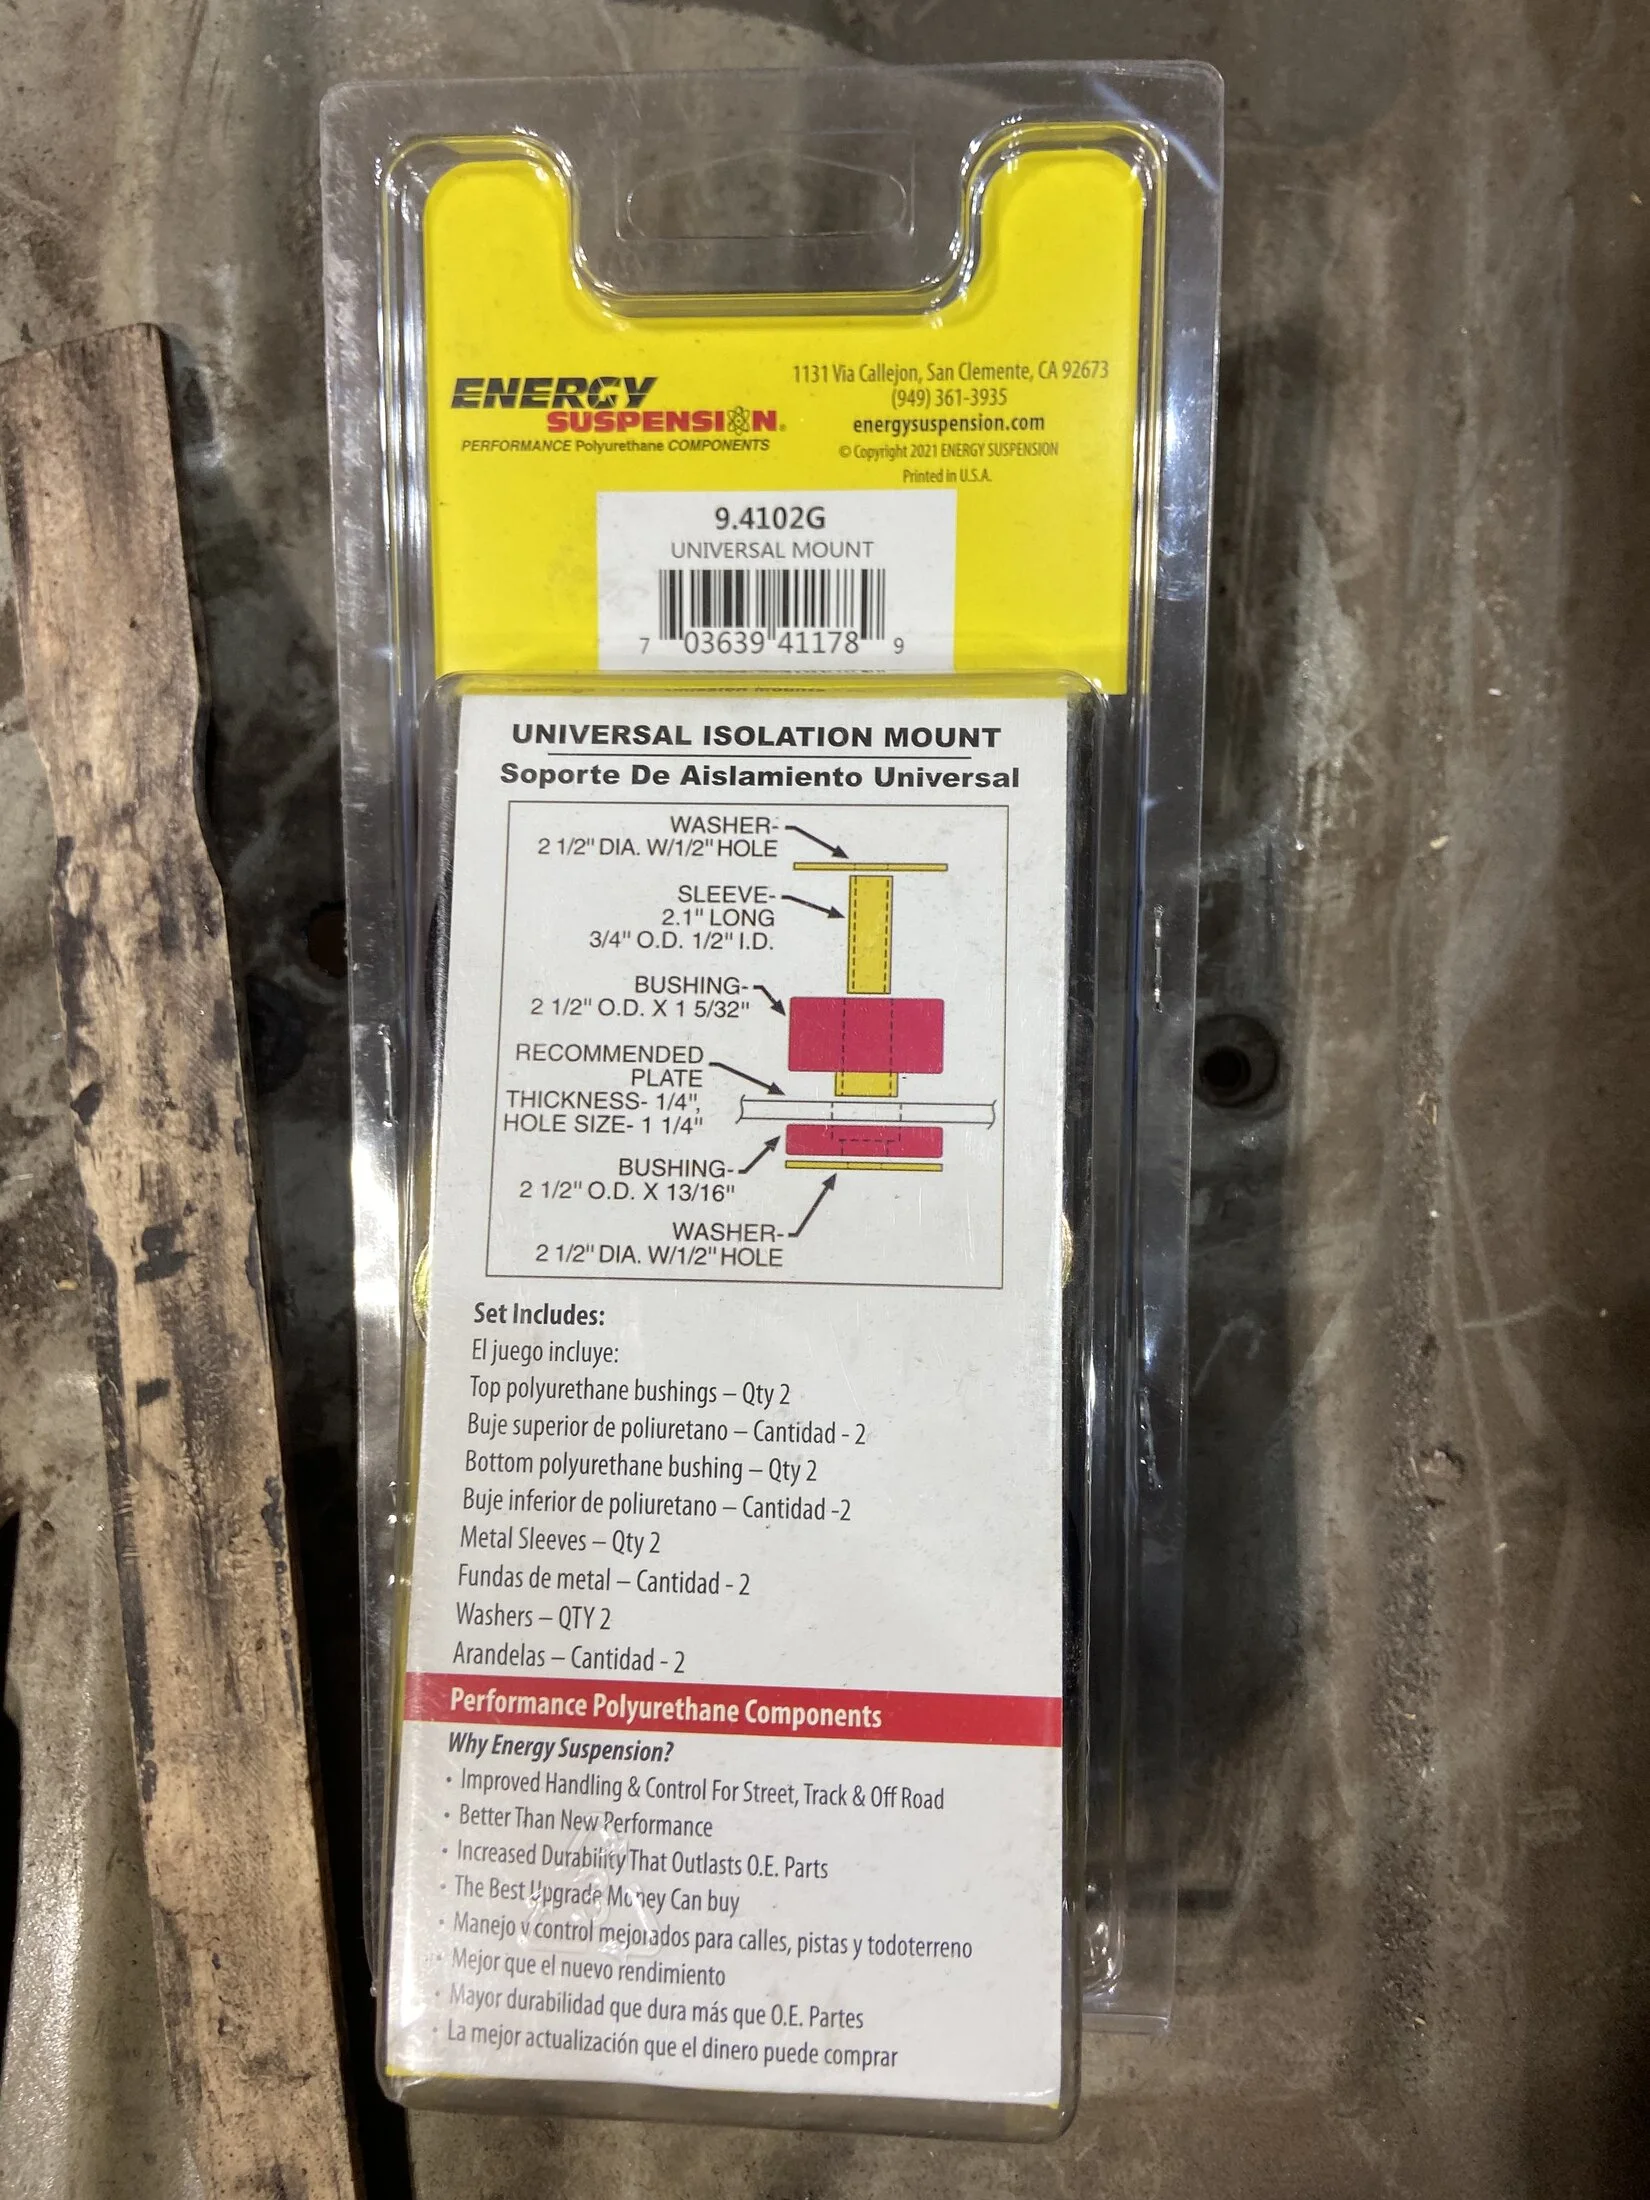 ENERGY
SUSPENSION®
PERFORMANCE Polyurethane COMPONENTS
1131 Via Callejon, San Clemente, CA 92673
(949) 361-3935
energysuspension.com
© Copyright 2021 ENERGY SUSPENSION
Printed in U.S.A.
9.4102G
UNIVERSAL MOUNT
7 03639 41178 9
UNIVERSAL ISOLATION MOUNT
Soporte De Aislamiento Universal
WASHER-
2 1/2" DIA. W/1/2" HOLE
SLEEVE-
2.1" LONG
3/4" O.D. 1/2" I.D.
BUSHING-
2 1/2" O.D. X 1 5/32"
RECOMMENDED
PLATE
THICKNESS- 1/4",
HOLE SIZE- 1 1/4"
BUSHING-
2 1/2" O.D. X 13/16"
WASHER-
2 1/2" DIA. W/1/2" HOLE
Set Includes:
El juego incluye:
Top polyurethane bushings – Qty 2
Buje superior de poliuretano – Cantidad - 2
Bottom polyurethane bushing – Qty 2
Buje inferior de poliuretano – Cantidad -2
Metal Sleeves – Qty 2
Fundas de metal – Cantidad - 2
Washers – QTY 2
Arandelas – Cantidad - 2
Performance Polyurethane Components
Why Energy Suspension?
• Improved Handling & Control For Street, Track & Off Road
• Better Than New Performance
• Increased Durability That Outlasts O.E. Parts
• The Best Upgrade Money Can buy
• Manejo y control mejorados para calles, pistas y todoterreno
• Mejor que el nuevo rendimiento
• Mayor durabilidad que dura más que O.E. Partes
• La mejor actualización que el dinero puede comprar